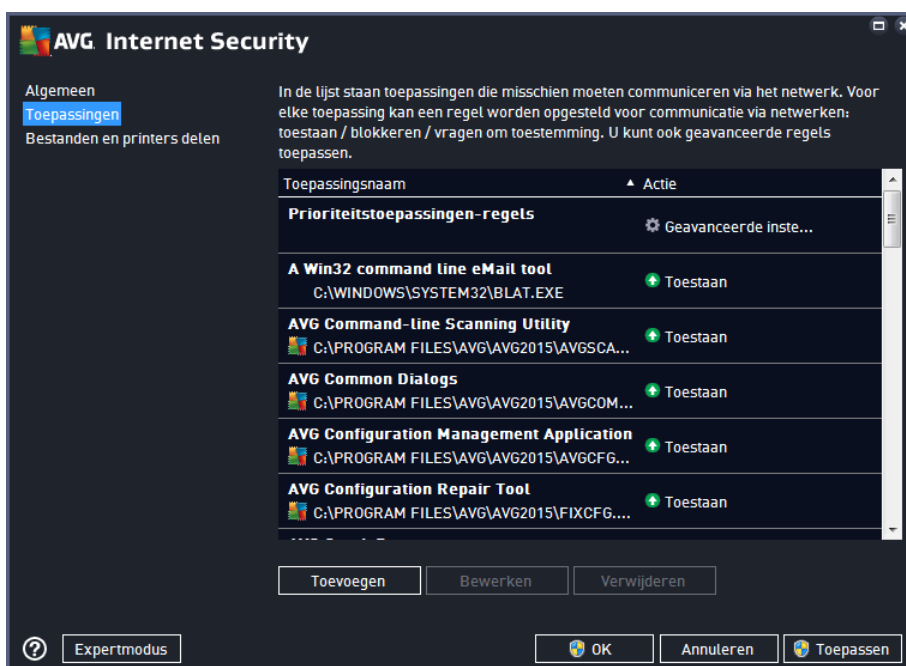 AVG Internet Security
Algemeen
Toepassingen
Bestanden en printers delen
In de lijst staan toepassingen die misschien moeten communiceren via het netwerk. Voor
elke toepassing kan een regel worden opgesteld voor communicatie via netwerken:
toestaan / blokkeren / vragen om toestemming. U kunt ook geavanceerde regels
toepassen.
Toepassingsnaam Actie
Prioriteitstoepassingen-regels
Geavanceerde inste...
A Win32 command line eMail tool
C:\WINDOWS\SYSTEM32\BLAT.EXE
Toestaan
AVG Command-line Scanning Utility
C:\PROGRAM FILES\AVG\AVG2015\AVGSCA...
Toestaan
AVG Common Dialogs
C:\PROGRAM FILES\AVG\AVG2015\AVGCOM...
Toestaan
AVG Configuration Management Application
C:\PROGRAM FILES\AVG\AVG2015\AVGCFG...
Toestaan
AVG Configuration Repair Tool
C:\PROGRAM FILES\AVG\AVG2015\FIXCFG....
Toestaan
Toevoegen Bewerken Verwijderen
? Expertmodus OK Annuleren Toepassen